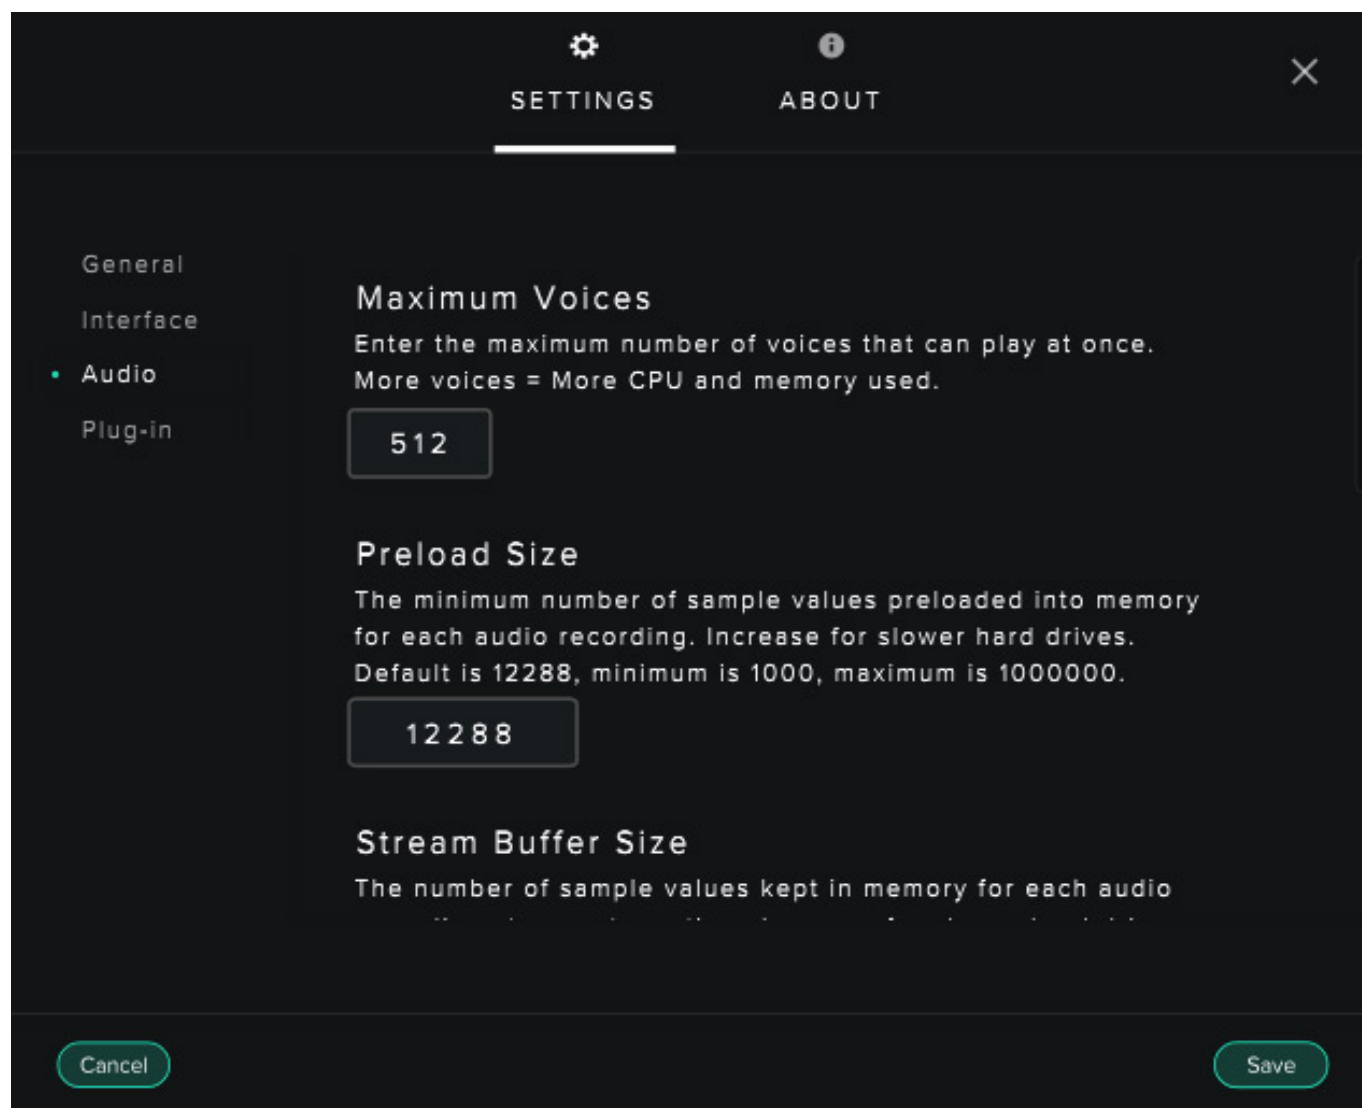 SETTINGS
ABOUT
General
Interface
Audio
Plug-in
Maximum Voices
Enter the maximum number of voices that can play at once.
More voices = More CPU and memory used.
512
Preload Size
The minimum number of sample values preloaded into memory
for each audio recording. Increase for slower hard drives.
Default is 12288, minimum is 1000, maximum is 1000000.
12288
Stream Buffer Size
The number of sample values kept in memory for each audio
Cancel
Save